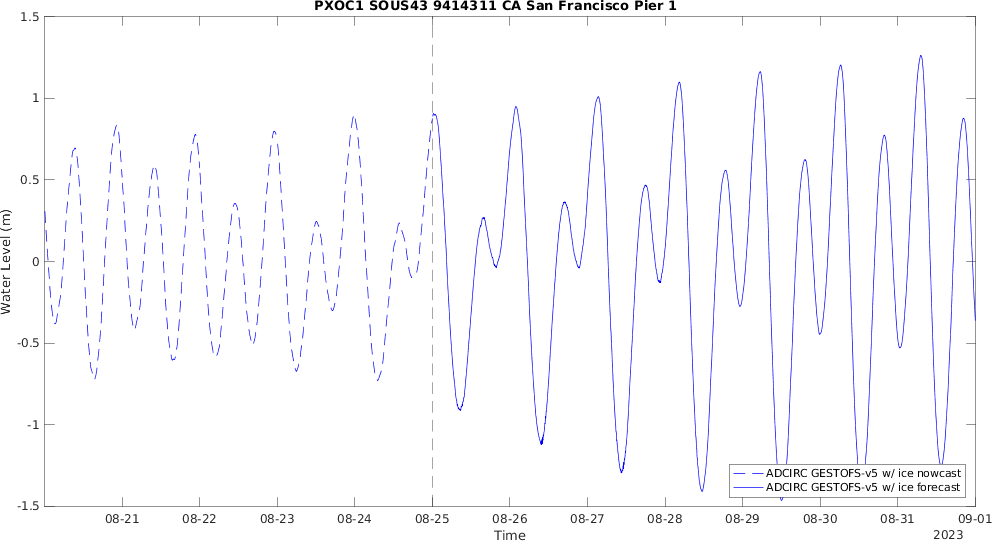 PXOC1 SOUS43 9414311 CA San Francisco Pier 1
1.5
1
0.5
0
-0.5
-1
-1.5
Water Level (m)
ADCIRC GESTOFS-v5 w/ ice nowcast
ADCIRC GESTOFS-v5 w/ ice forecast
08-21 08-22 08-23 08-24 08-25 08-26 08-27 08-28 08-29 08-30 08-31 09-01
Time
2023